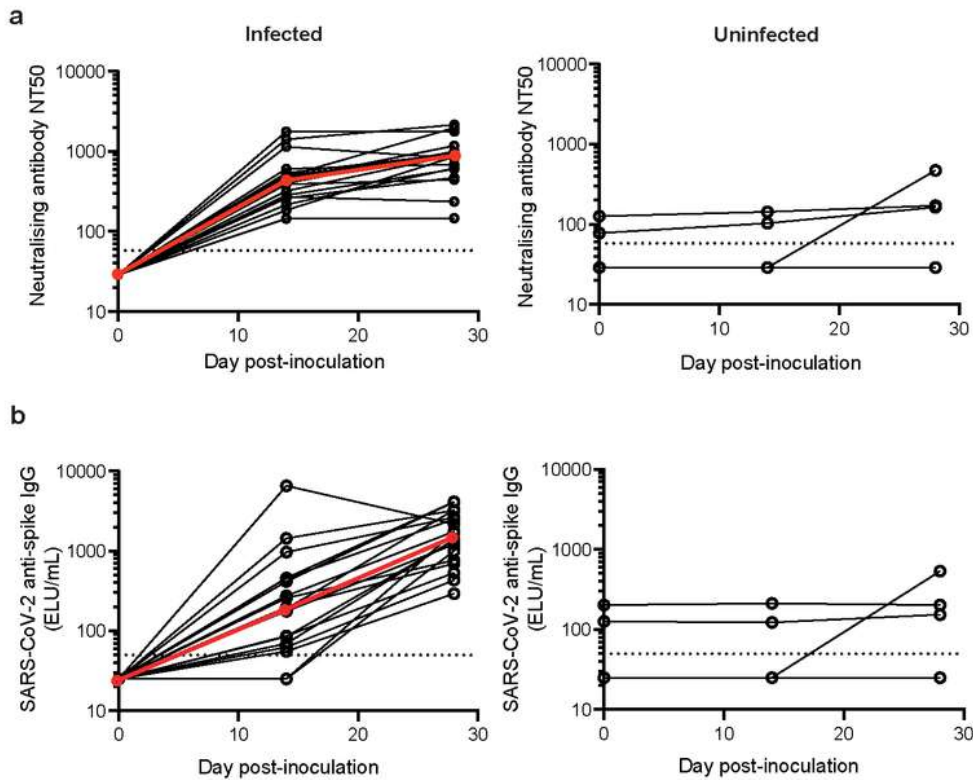 a
Infected
Uninfected
Neutralising antibody NT50
10000
1000
100
10
0
10
20
30
Day post-inoculation
Neutralising antibody NT50
10000
1000
100
10
0
10
20
30
Day post-inoculation
b
SARS-CoV-2 anti-spike IgG
(ELU/mL)
10000
1000
100
10
0
10
20
30
Day post-inoculation
SARS-CoV-2 anti-spike IgG
(ELU/mL)
10000
1000
100
10
0
10
20
30
Day post-inoculation